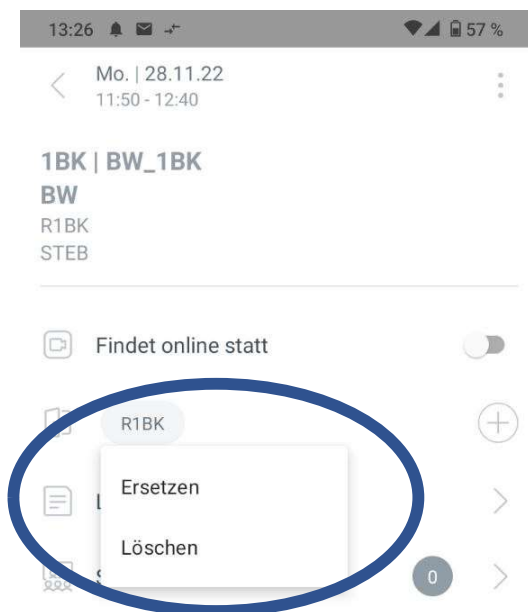 13:26 57 %
Mo. | 28.11.22
11:50 - 12:40
1BK | BW_1BK
BW
R1BK
STEB
Findet online statt
R1BK
Ersetzen
Löschen
0